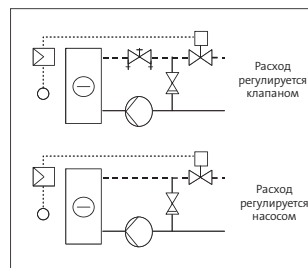 Расход
регулируется
клапаном
Расход
регулируется
насосом